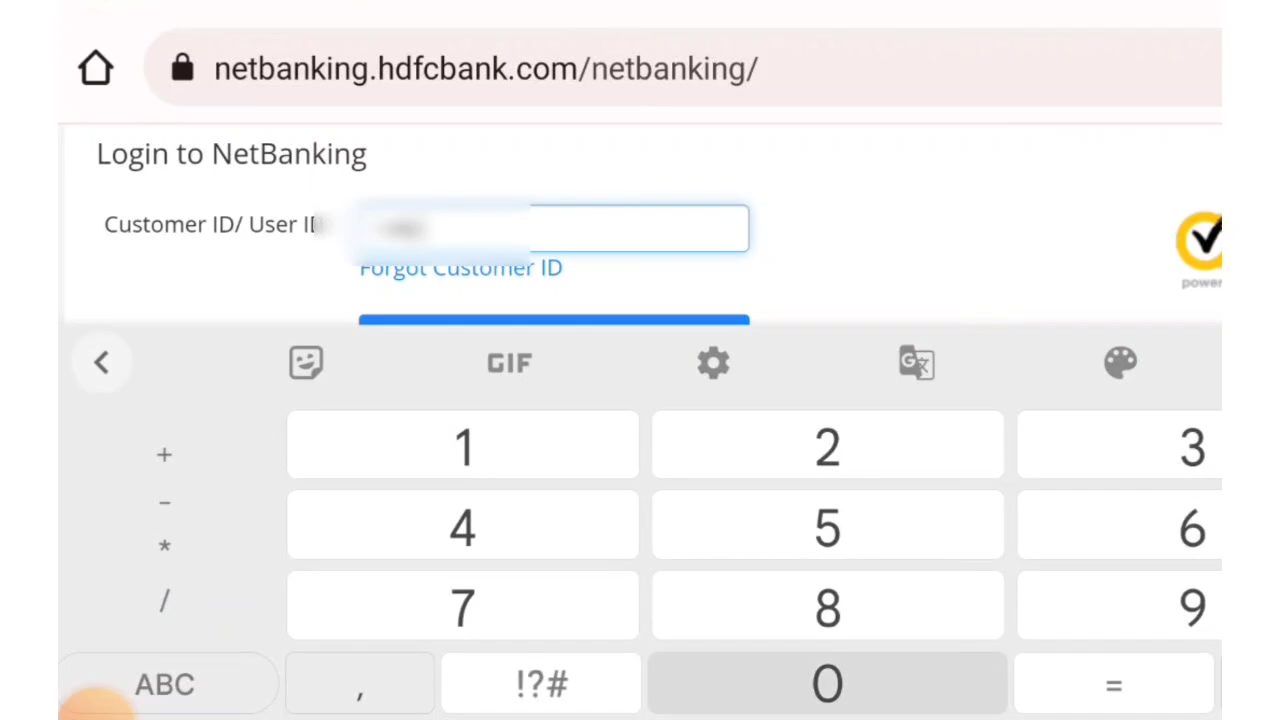 netbanking.hdfcbank.com/netbanking/
Login to NetBanking
Customer ID/ User ID
Forgot Customer ID
power
GIF
G
+
1 2 3
-
4 5 6
*
/
7 8 9
ABC , !?# 0 =